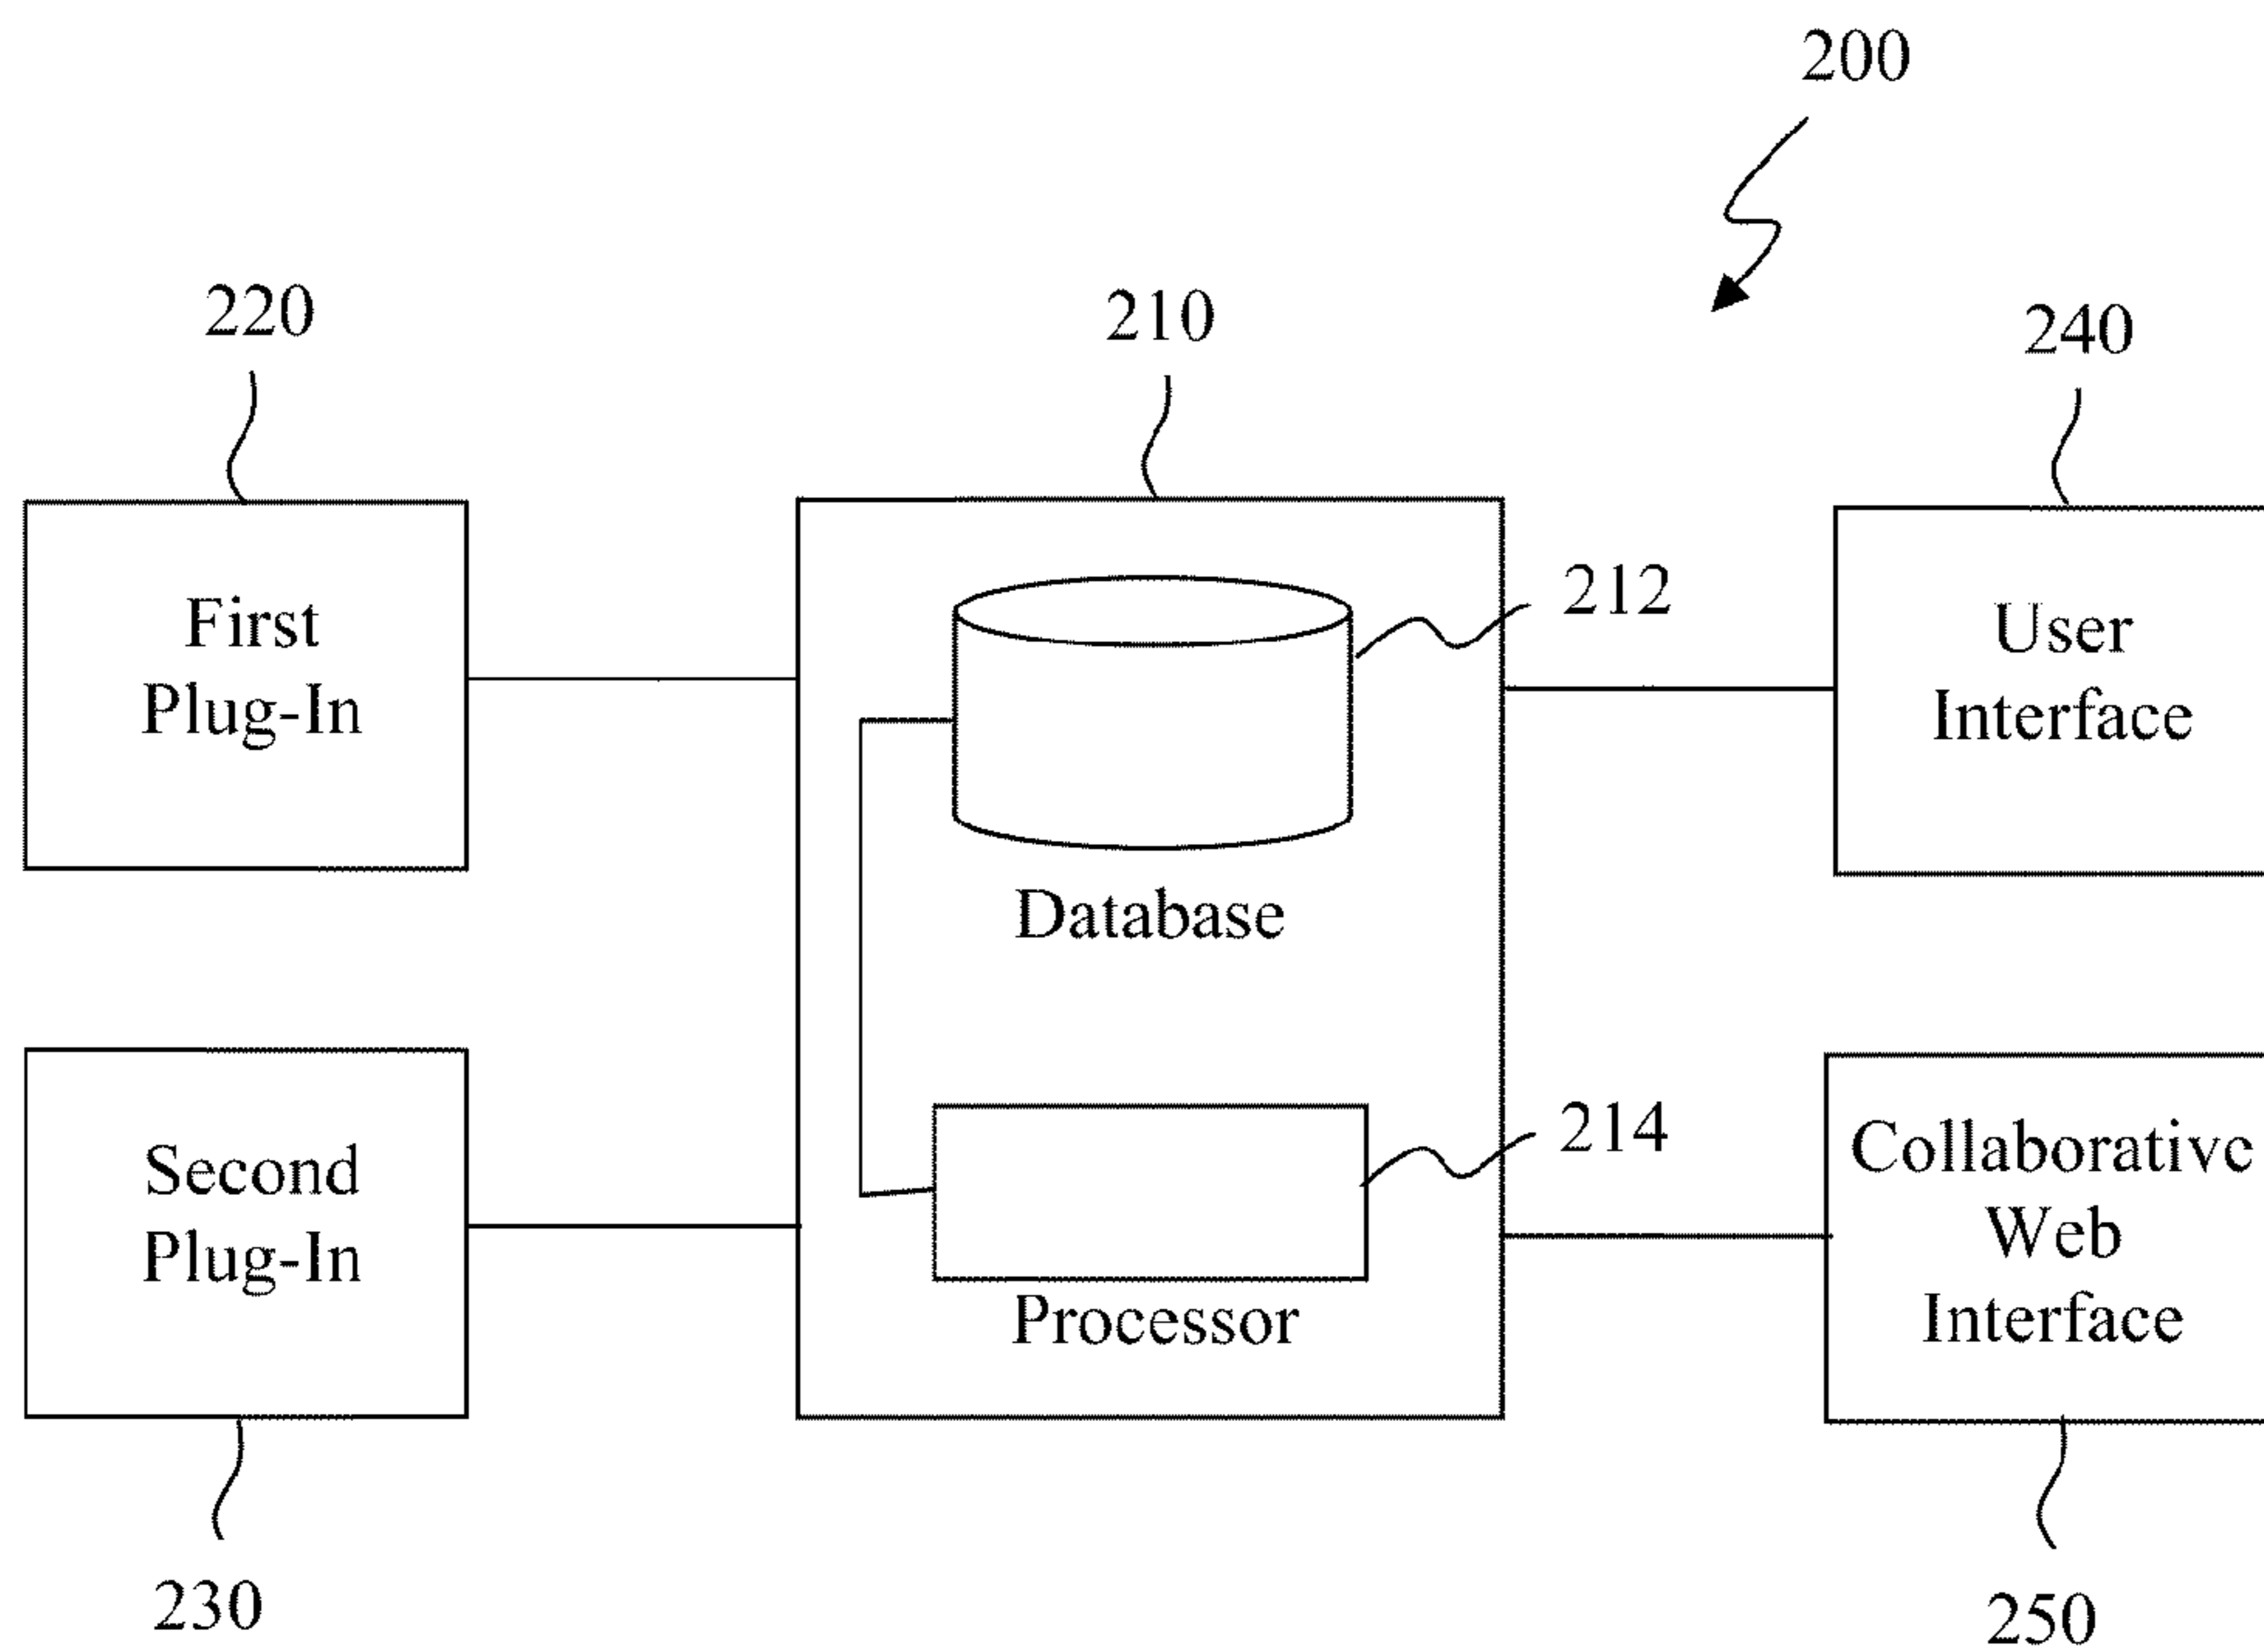 200
220
210
240
First
Plug-In
212
User
Interface
Database
Second
Plug-In
214
Processor
Collaborative
Web
Interface
230
250